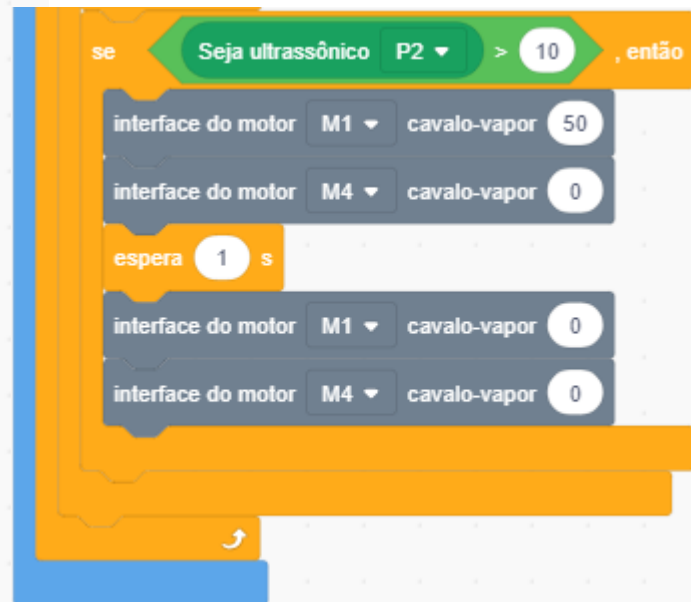 se Seja ultrassônico P2 > 10 , então
interface do motor M1 cavalo-vapor 50
interface do motor M4 cavalo-vapor 0
espera 1 s
interface do motor M1 cavalo-vapor 0
interface do motor M4 cavalo-vapor 0